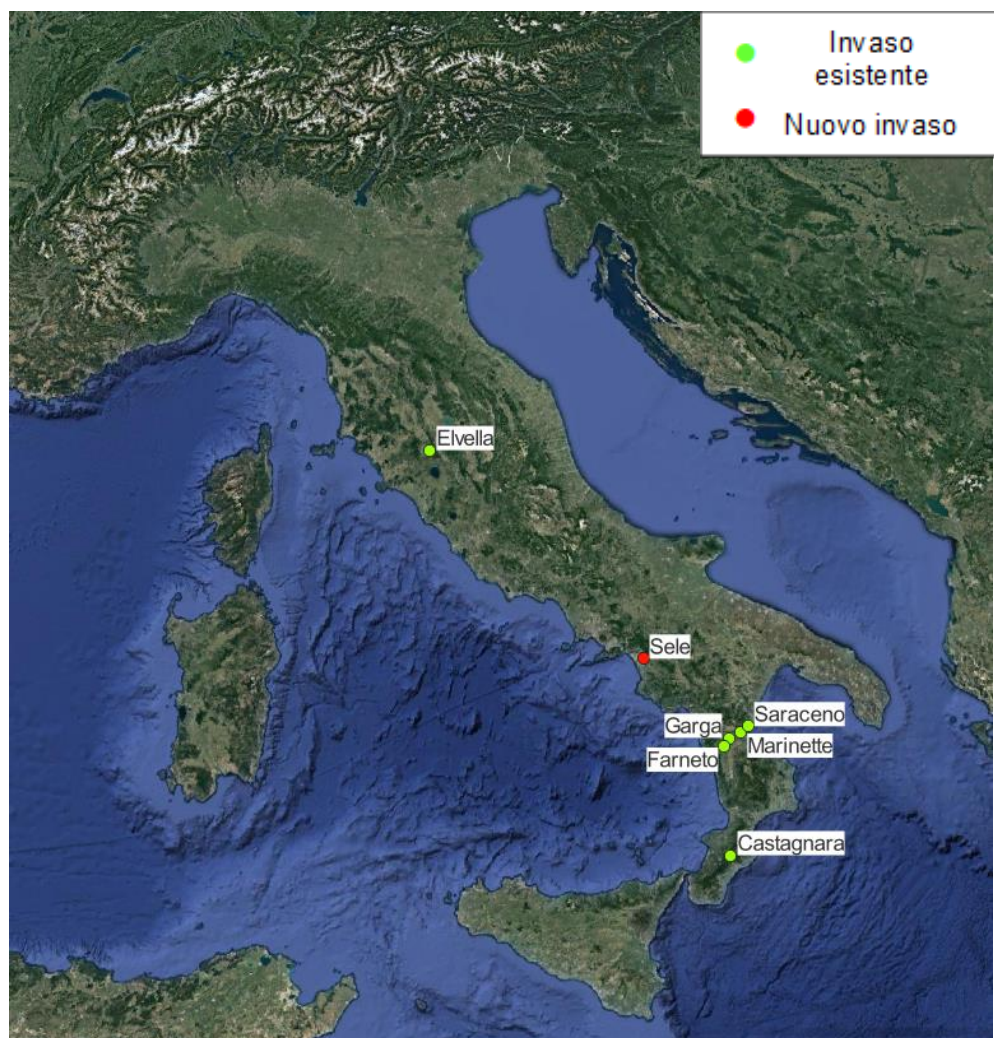 Invaso
esistente
Nuovo invaso
Elvella
Sele
Saraceno
Garga
Marinette
Farneto
Castagnara